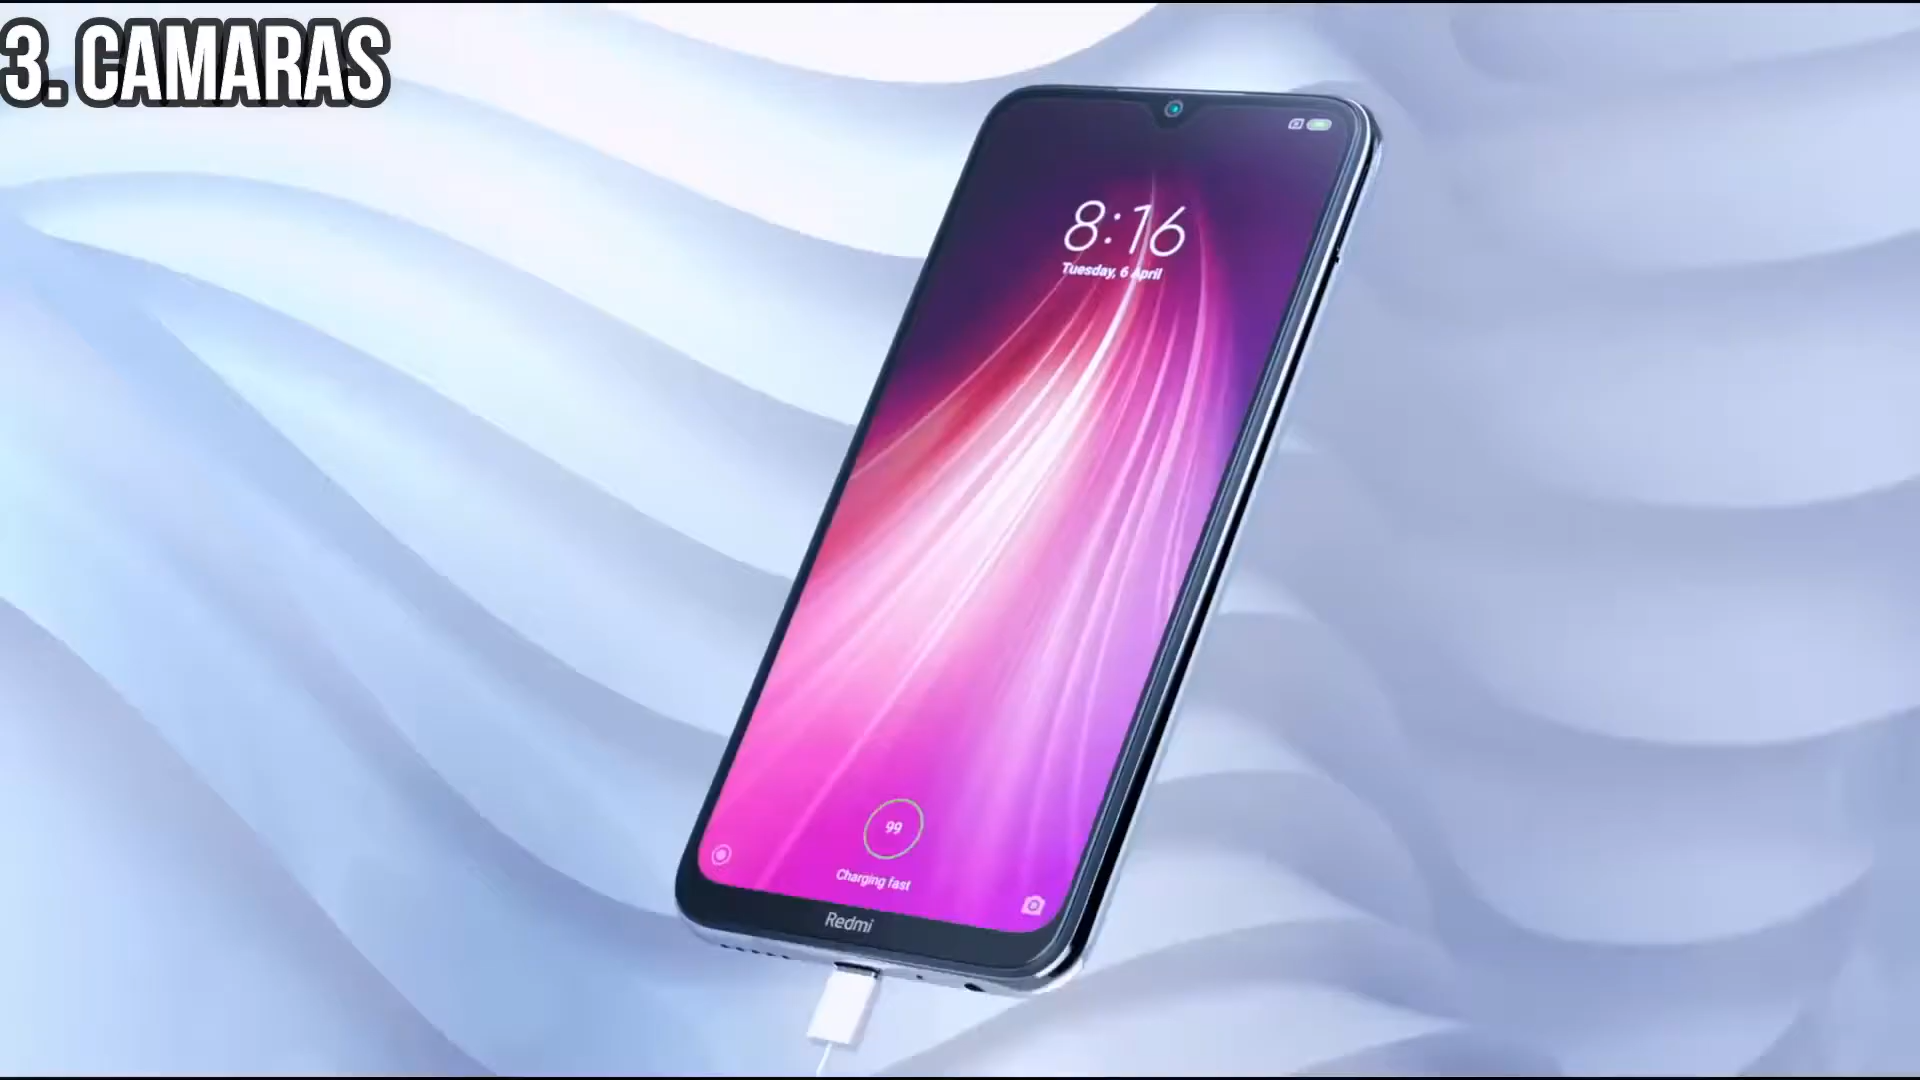 3. CAMARAS
8:16
Tuesday, 6 April
99
Charging fast
Redmi